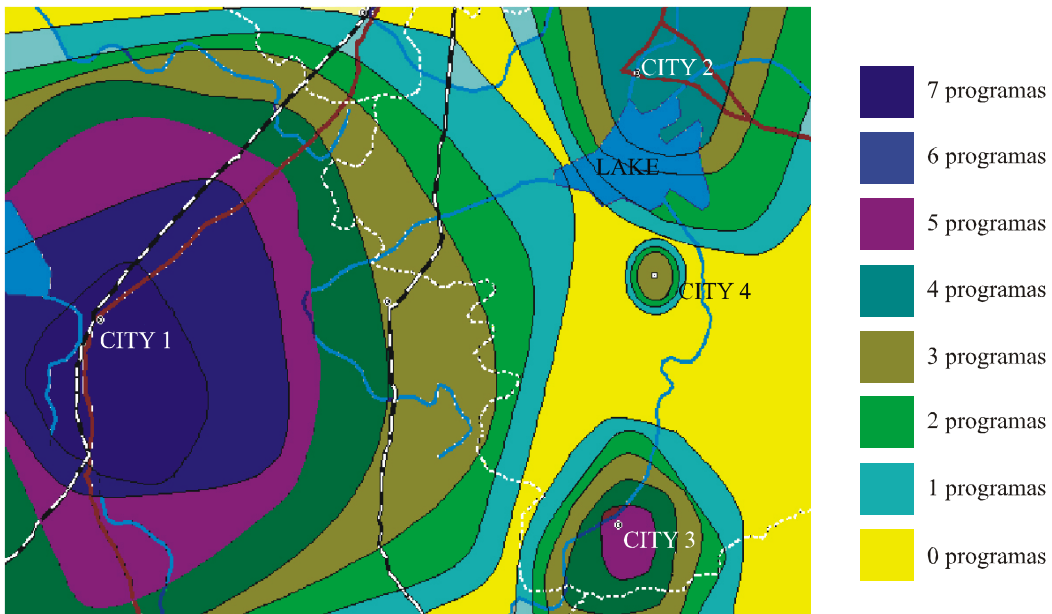 CITY 1
CITY 2
LAKE
CITY 4
CITY 3
7 programas
6 programas
5 programas
4 programas
3 programas
2 programas
1 programas
0 programas